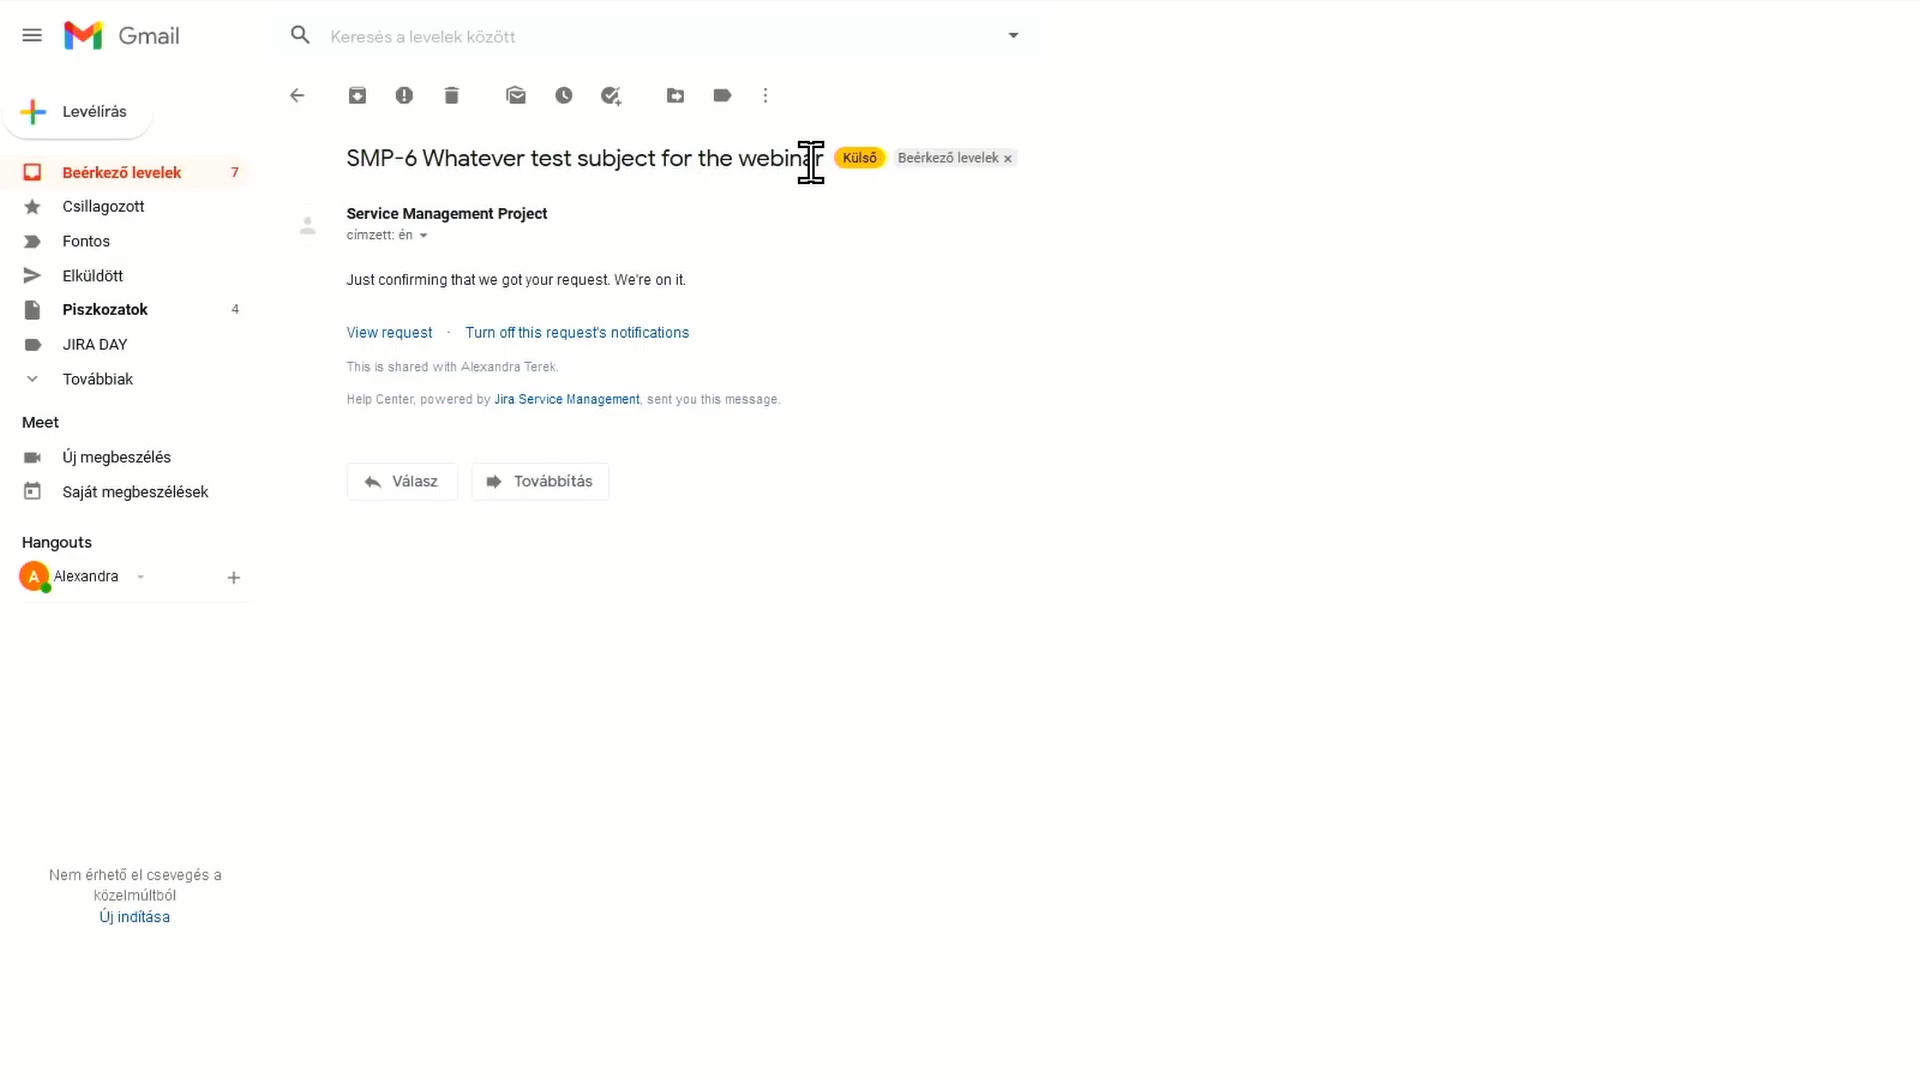 Gmail
Keresés a levelek között
Levélírás
Beérkező levelek 7
Csillagozott
Fontos
Elküldött
Piszkozatok 4
JIRA DAY
Továbbiak
Meet
Új megbeszélés
Saját megbeszélések
Hangouts
A Alexandra
Nem érhető el csevegés a
közelmúltból
Új indítása
SMP-6 Whatever test subject for the webinar Külső Beérkező levelek ×
Service Management Project
címzett: én
Just confirming that we got your request. We're on it.
View request · Turn off this request's notifications
This is shared with Alexandra Terek.
Help Center, powered by Jira Service Management, sent you this message.
Válasz Továbbítás